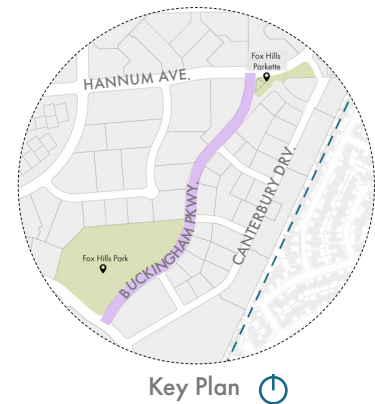 Fox Hills
Parkette
HANNUM AVE.
CANTERBURY DRV.
BUCKINGHAM PKWY.
Fox Hills Park
Key Plan